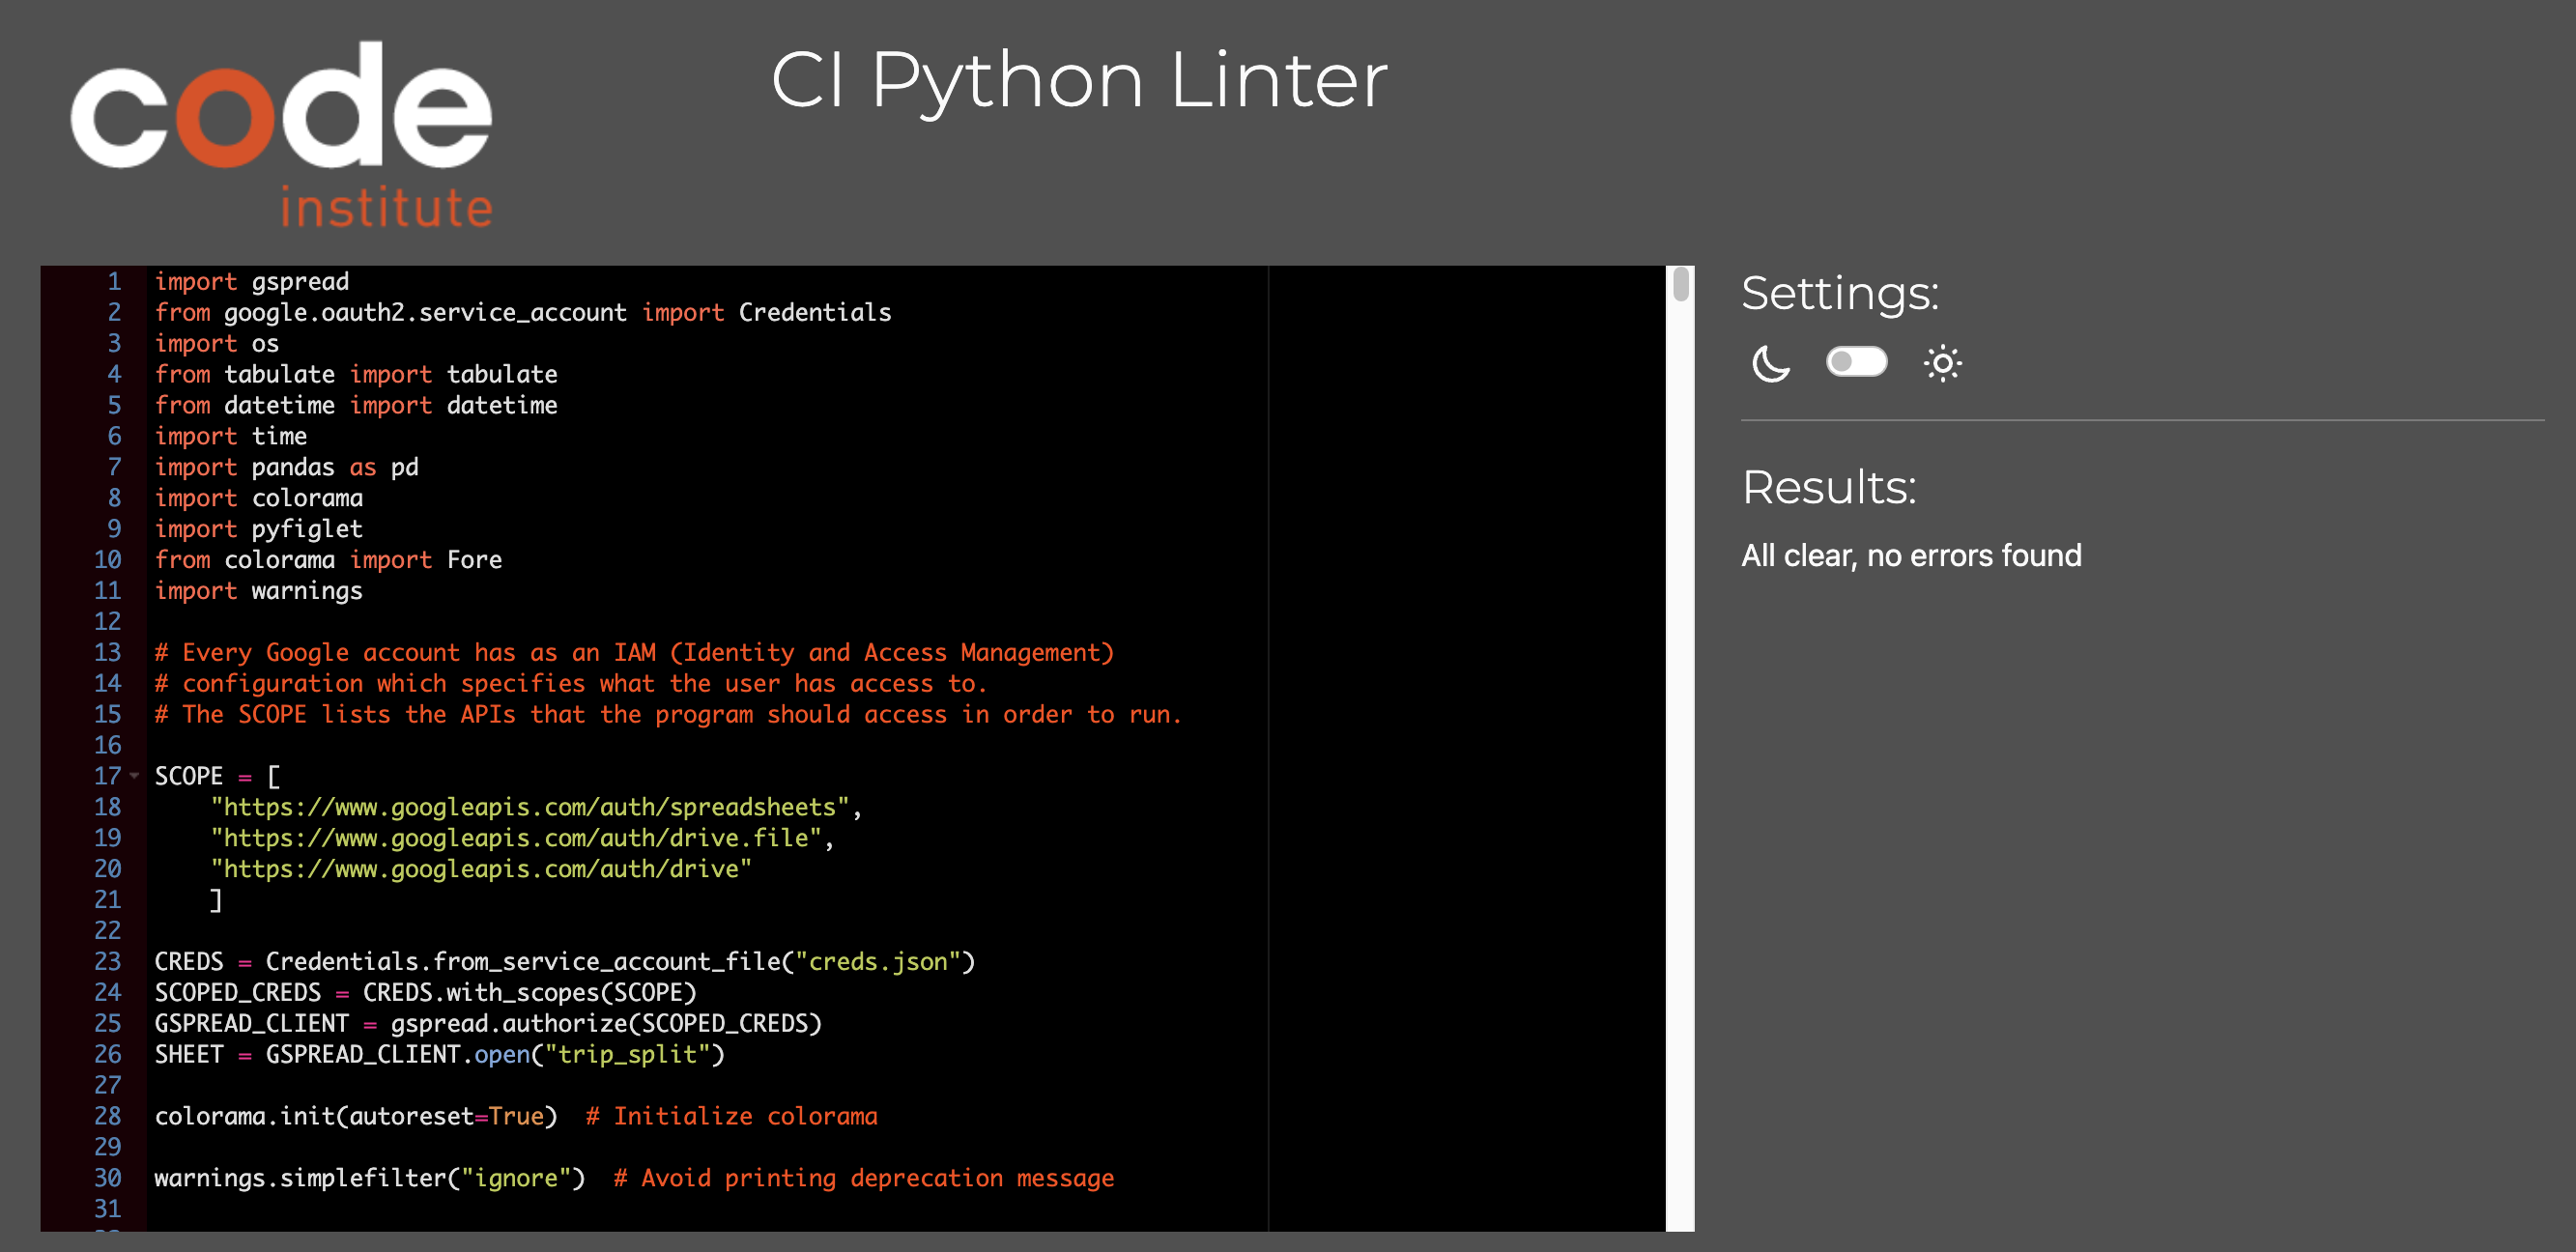 code
institute
CI Python Linter
1 import gspread
2 from google.oauth2.service_account import Credentials
3 import os
4 from tabulate import tabulate
5 from datetime import datetime
6 import time
7 import pandas as pd
8 import colorama
9 import pyfiglet
10 from colorama import Fore
11 import warnings
12
13 # Every Google account has as an IAM (Identity and Access Management)
14 # configuration which specifies what the user has access to.
15 # The SCOPE lists the APIs that the program should access in order to run.
16
17 SCOPE = [
18     "https://www.googleapis.com/auth/spreadsheets",
19     "https://www.googleapis.com/auth/drive.file",
20     "https://www.googleapis.com/auth/drive"
21     ]
22
23 CREDS = Credentials.from_service_account_file("creds.json")
24 SCOPED_CREDS = CREDS.with_scopes(SCOPE)
25 GSPREAD_CLIENT = gspread.authorize(SCOPED_CREDS)
26 SHEET = GSPREAD_CLIENT.open("trip_split")
27
28 colorama.init(autoreset=True)  # Initialize colorama
29
30 warnings.simplefilter("ignore")  # Avoid printing deprecation message
31
Settings:
Results:
All clear, no errors found